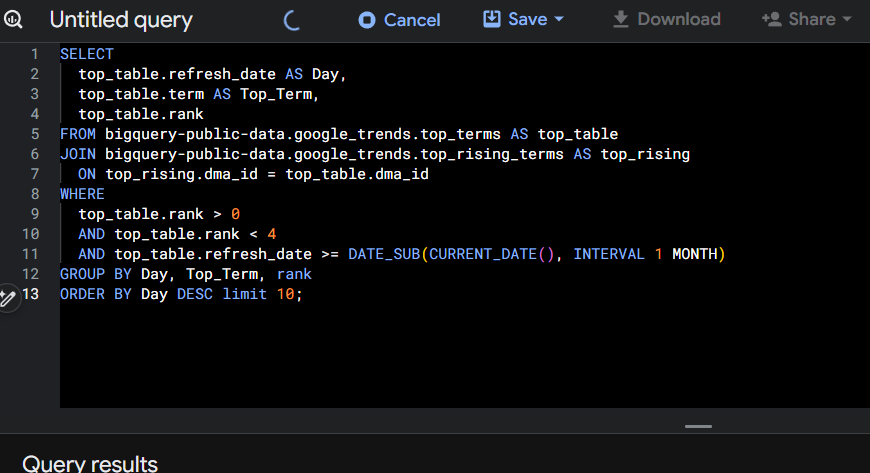 Untitled query Cancel Save Download Share
1 SELECT
2 top_table.refresh_date AS Day,
3 top_table.term AS Top_Term,
4 top_table.rank
5 FROM bigquery-public-data.google_trends.top_terms AS top_table
6 JOIN bigquery-public-data.google_trends.top_rising_terms AS top_rising
7 ON top_rising.dma_id = top_table.dma_id
8 WHERE
9 top_table.rank > 0
10 AND top_table.rank < 4
11 AND top_table.refresh_date >= DATE_SUB(CURRENT_DATE(), INTERVAL 1 MONTH)
12 GROUP BY Day, Top_Term, rank
13 ORDER BY Day DESC limit 10;
Query results